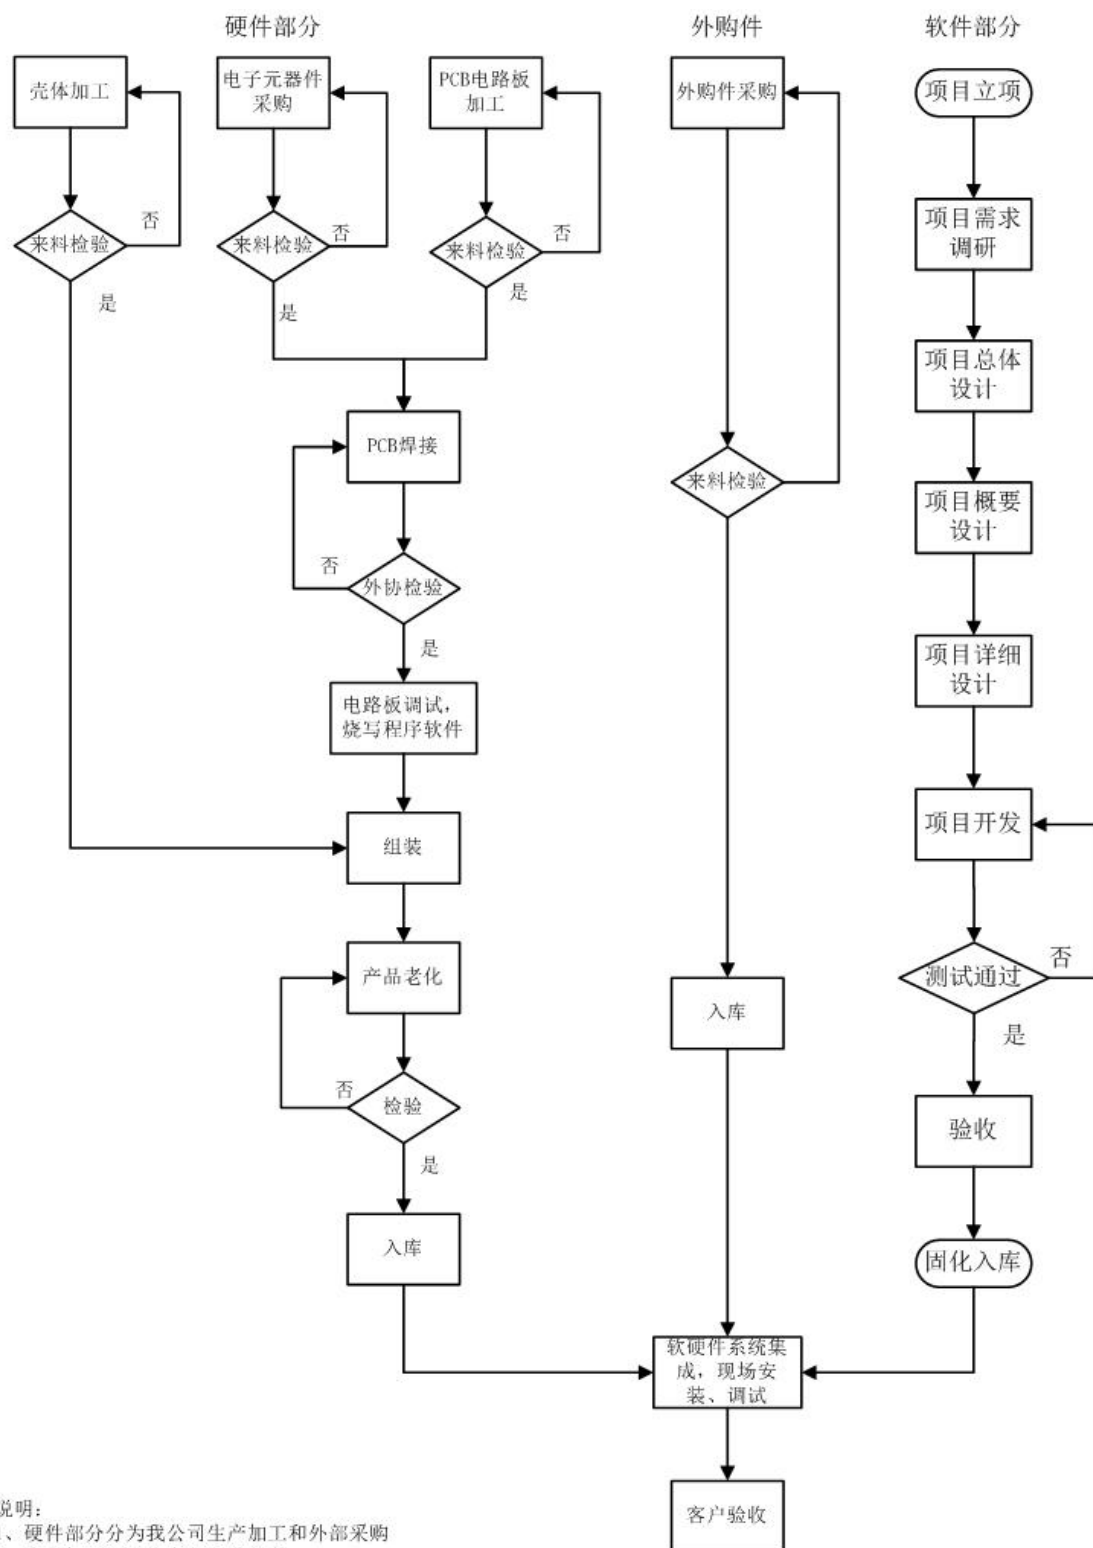 硬件部分
外购件
软件部分
壳体加工
电子元器件
采购
PCB电路板
加工
外购件采购
项目立项
来料检验
否
是
来料检验
否
是
来料检验
否
是
项目需求
调研
项目总体
设计
PCB焊接
来料检验
项目概要
设计
否
外协检验
是
项目详细
设计
电路板调试,
烧写程序软件
组装
项目开发
产品老化
测试通过
否
是
入库
否
检验
是
验收
入库
固化入库
软硬件系统集
成，现场安
装、调试
客户验收
说明：
、硬件部分分为我公司生产加工和外部采购